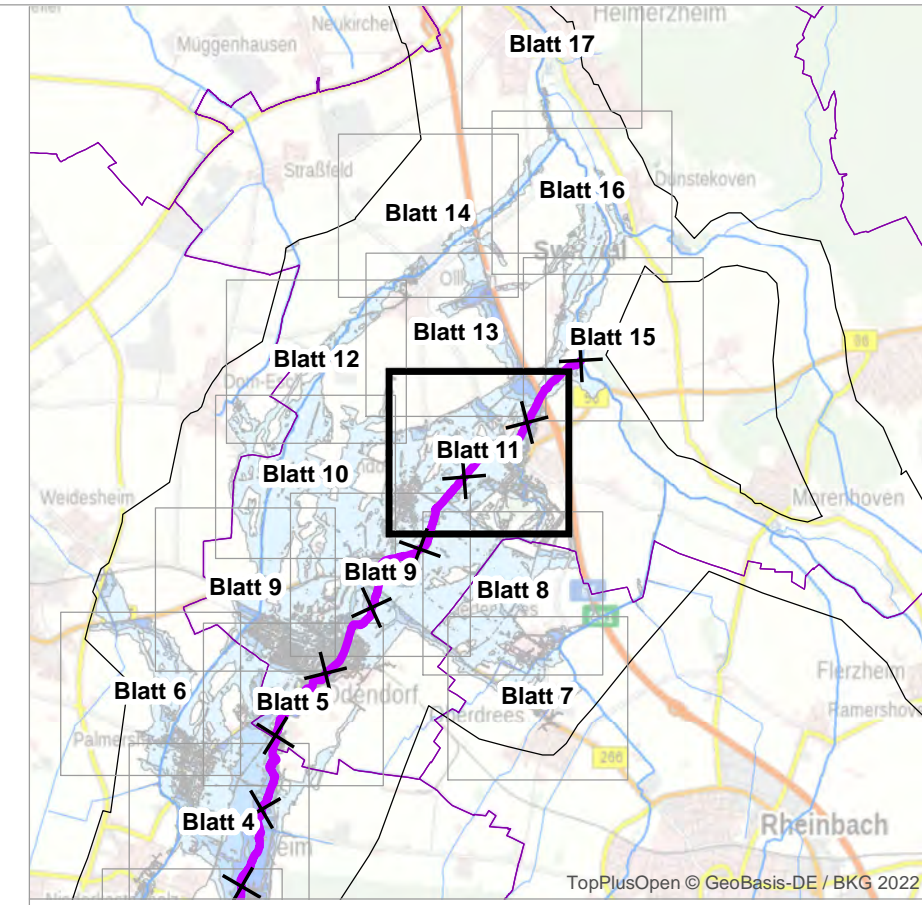 Heimerzheim
Neukirchen
Blatt 17
Müggenhausen
Straßfeld
Dünstekoven
Blatt 16
Blatt 14
Blatt 13
Blatt 15
Blatt 12
56
Blatt 11
Blatt 10
Weidesheim
Morenhoven
Blatt 9
Blatt 9
Blatt 8
Flerzheim
Blatt 6
Blatt 5
Odendorf
Blatt 7
Oberdrees
266
Blatt 4
Rheinbach
TopPlusOpen © GeoBasis-DE / BKG 2022